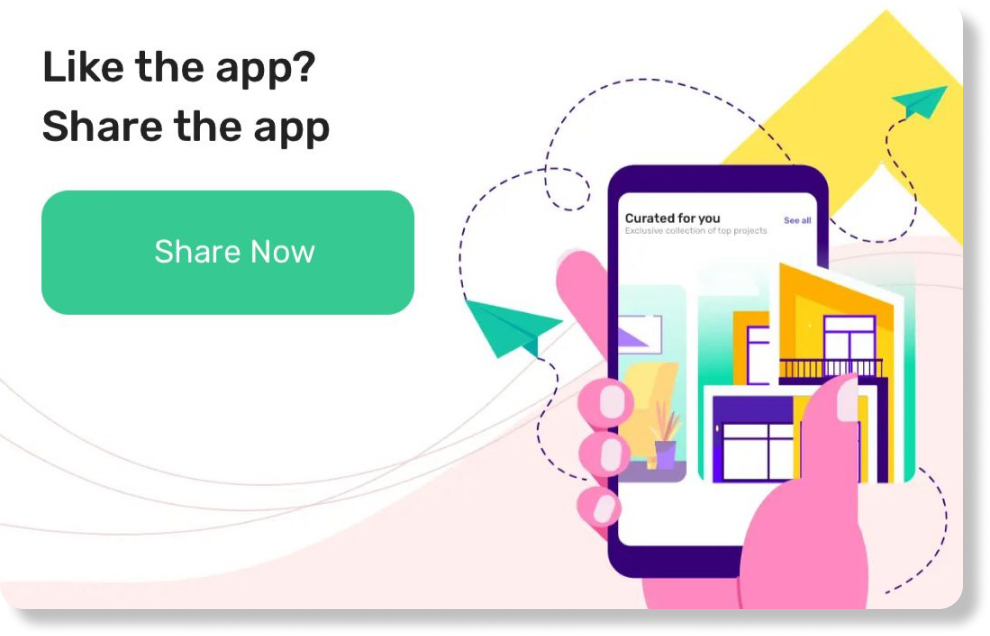 Like the app?
Share the app
Share Now
Curated for you
See all
Exclusive collection of top projects